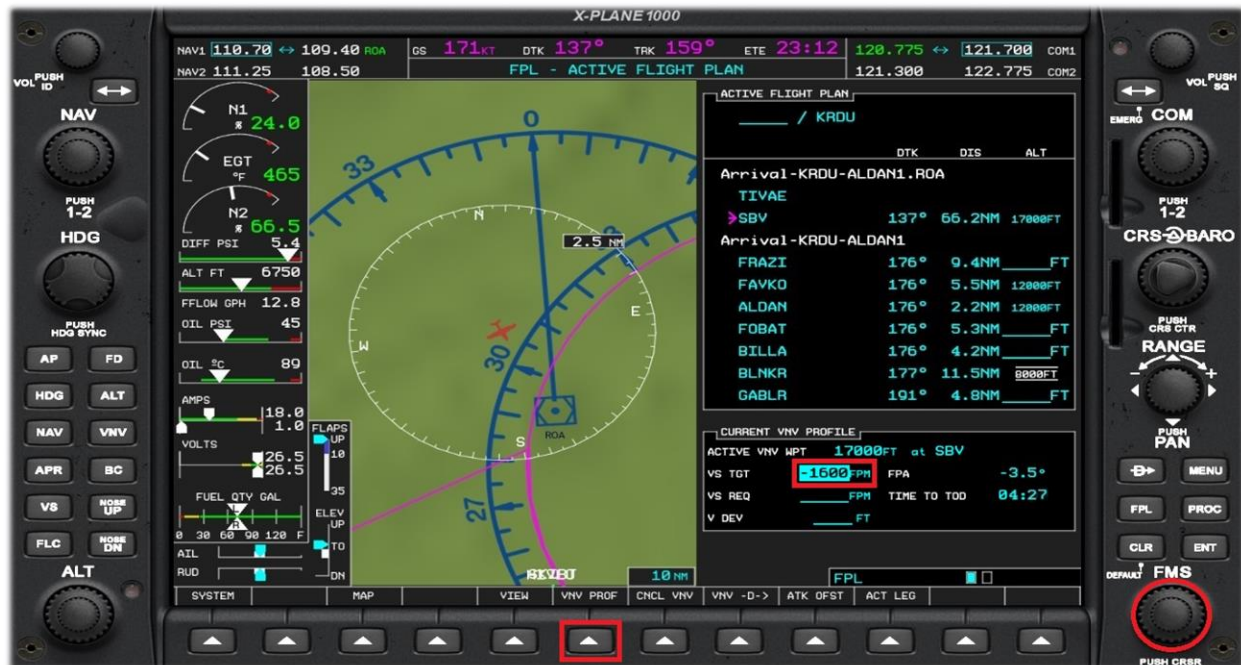 X-PLANE 1000
NAV1 110.70 ↔ 109.40 ROA
NAV2 111.25 108.50
GS 171KT DTK 137° TRK 159° ETE 23:12
FPL - ACTIVE FLIGHT PLAN
120.775 ↔ 121.700 COM1
121.300 122.775 COM2
VOL PUSH ID
NAV
PUSH 1-2
HDG
PUSH HDG SYNC
AP FD
HDG ALT
NAV VNV
APR BC
VS NOSE UP
FLC NOSE DN
ALT
N1 % 24.0
EGT °F 465
N2 % 66.5
DIFF PSI 5.4
ALT FT 6750
FFLOW GPH 12.8
OIL PSI 45
OIL ºC 89
AMPS
18.0
1.0
VOLTS
26.5
26.5
FUEL QTY GAL
L
R
0 30 60 90 120 F
AIL
RUD
FLAPS
UP
10
35
ELEV
UP
TO
DN
0
33
30
27
N
E
S
W
2.5 NM
ROA
10 NM
ACTIVE FLIGHT PLAN
_____ / KRDU
DTK DIS ALT
Arrival-KRDU-ALDAN1.ROA
TIVAE
SBV 137° 66.2NM 17000FT
Arrival-KRDU-ALDAN1
FRAZI 176° 9.4NM _____FT
FAVKO 176° 5.5NM 12000FT
ALDAN 176° 2.2NM 12000FT
FOBAT 176° 5.3NM _____FT
BILLA 176° 4.2NM _____FT
BLNKR 177° 11.5NM 8000FT
GABLR 191° 4.8NM _____FT
CURRENT VNV PROFILE
ACTIVE VNV WPT 17000FT at SBV
VS TGT -1600FPM FPA -3.5°
VS REQ _____FPM TIME TO TOD 04:27
V DEV _____FT
FPL
SYSTEM MAP VIEW VNV PROF CNCL VNV VNV -D-> ATK OFST ACT LEG
VOL PUSH SQ
EMERG COM
PUSH 1-2
CRS BARO
PUSH CRS CTR
RANGE
- +
PUSH PAN
D MENU
FPL PROC
CLR ENT
DEFAULT FMS
PUSH CRSR